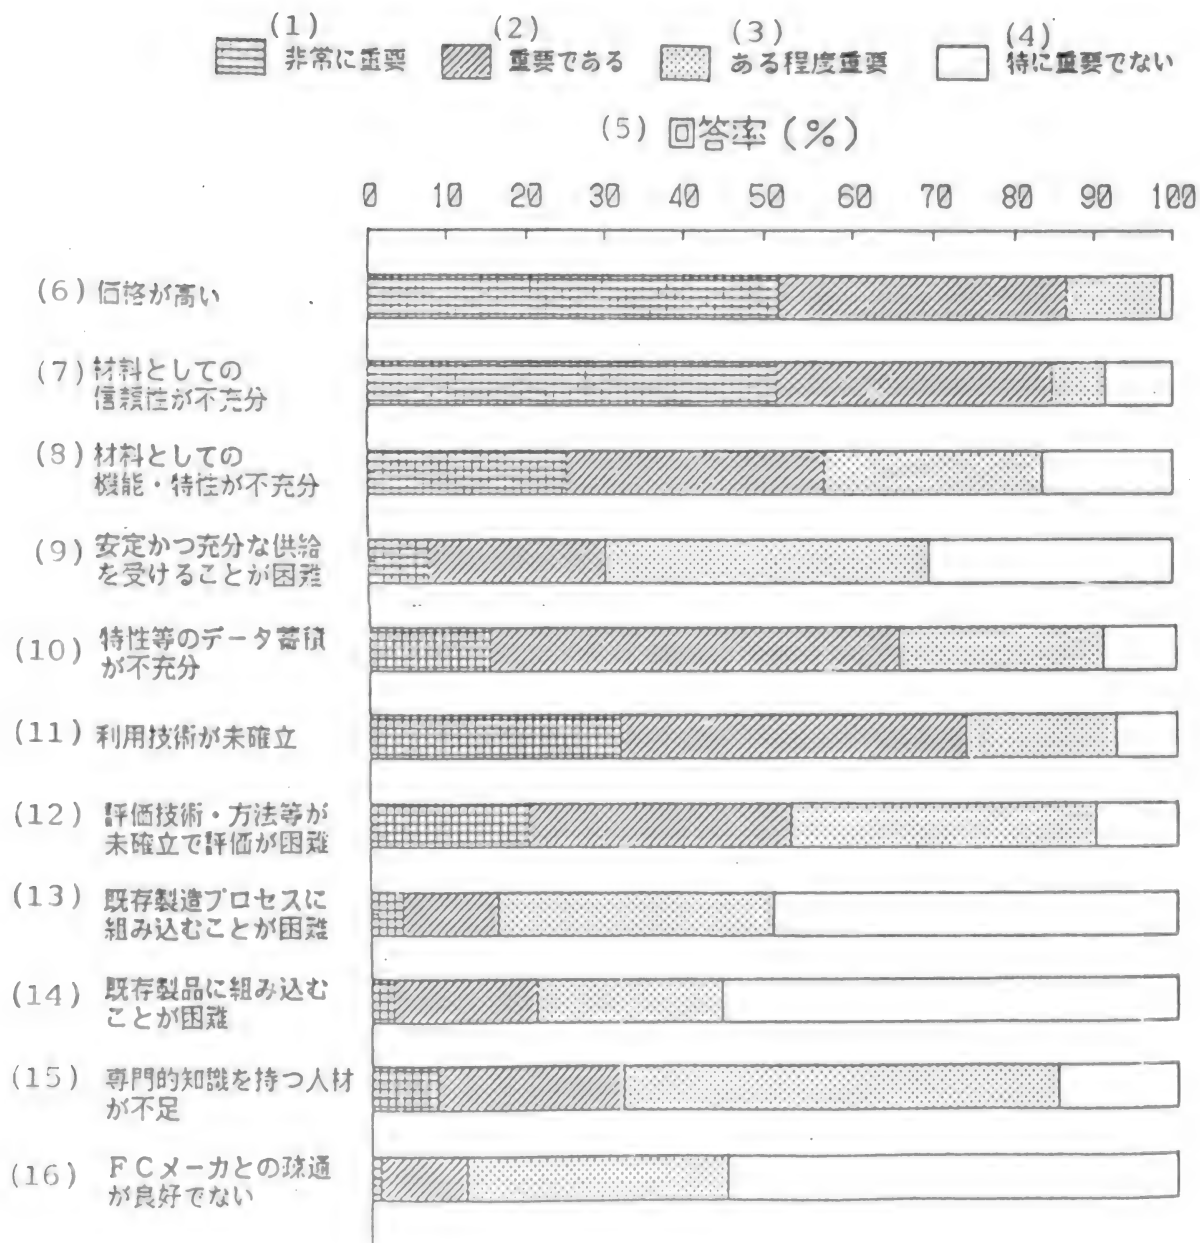 (1) 非常に重要
(2) 重要である
(3) ある程度重要
(4) 特に重要でない
(5) 回答率(%)
0 10 20 30 40 50 60 70 80 90 100
(6) 価格が高い
(7) 材料としての
信頼性が不充分
(8) 材料としての
機能・特性が不充分
(9) 安定かつ充分な供給
を受けることが困難
(10) 特性等のデータ蓄積
が不充分
(11) 利用技術が未確立
(12) 評価技術・方法等が
未確立で評価が困難
(13) 既存製造プロセスに
組み込むことが困難
(14) 既存製品に組み込む
ことが困難
(15) 専門的知識を持つ人材
が不足
(16) FCメーカとの疎通
が良好でない